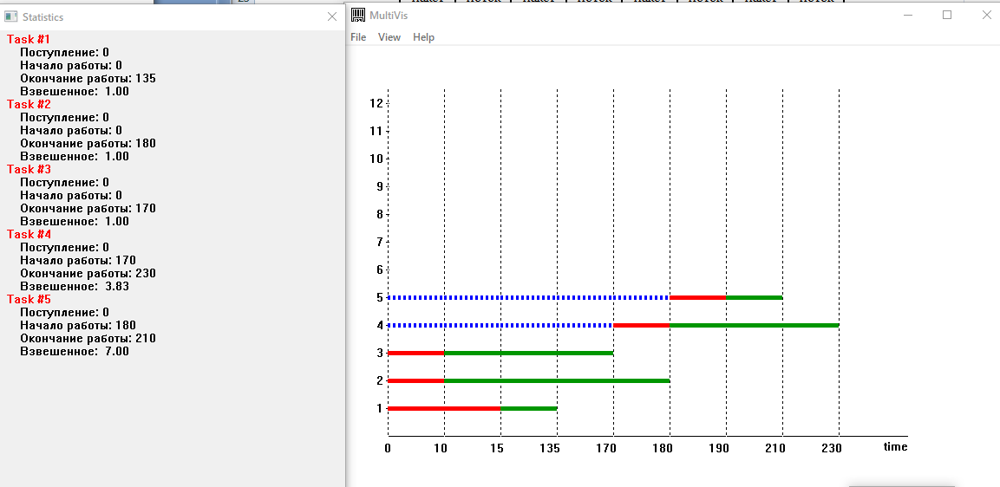 Statistics
Task #1
Поступление: 0
Начало работы: 0
Окончание работы: 135
Взвешенное: 1.00
Task #2
Поступление: 0
Начало работы: 0
Окончание работы: 180
Взвешенное: 1.00
Task #3
Поступление: 0
Начало работы: 0
Окончание работы: 170
Взвешенное: 1.00
Task #4
Поступление: 0
Начало работы: 170
Окончание работы: 230
Взвешенное: 3.83
Task #5
Поступление: 0
Начало работы: 180
Окончание работы: 210
Взвешенное: 7.00
MultiVis
File View Help
12
11
10
9
8
7
6
5
4
3
2
1
0 10 15 135 170 180 190 210 230 time